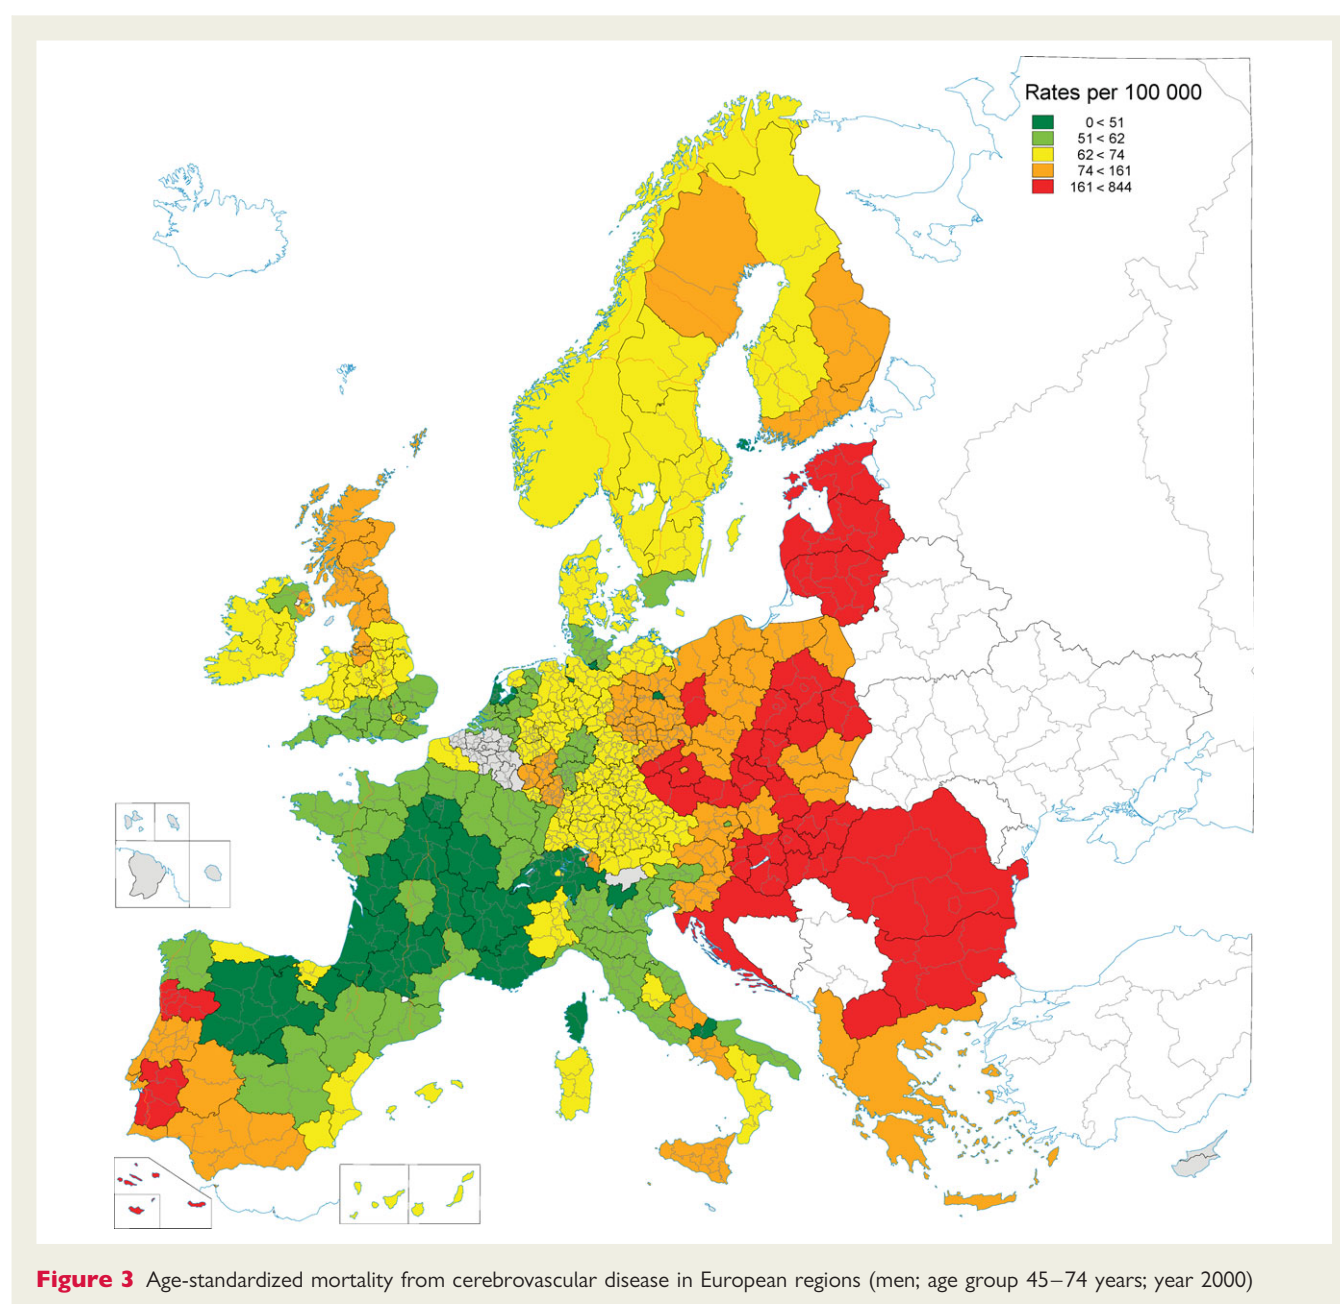 Rates per 100 000
0 < 51
51 < 62
62 < 74
74 < 161
161 < 844
Figure 3 Age-standardized mortality from cerebrovascular disease in European regions (men; age group 45–74 years; year 2000)